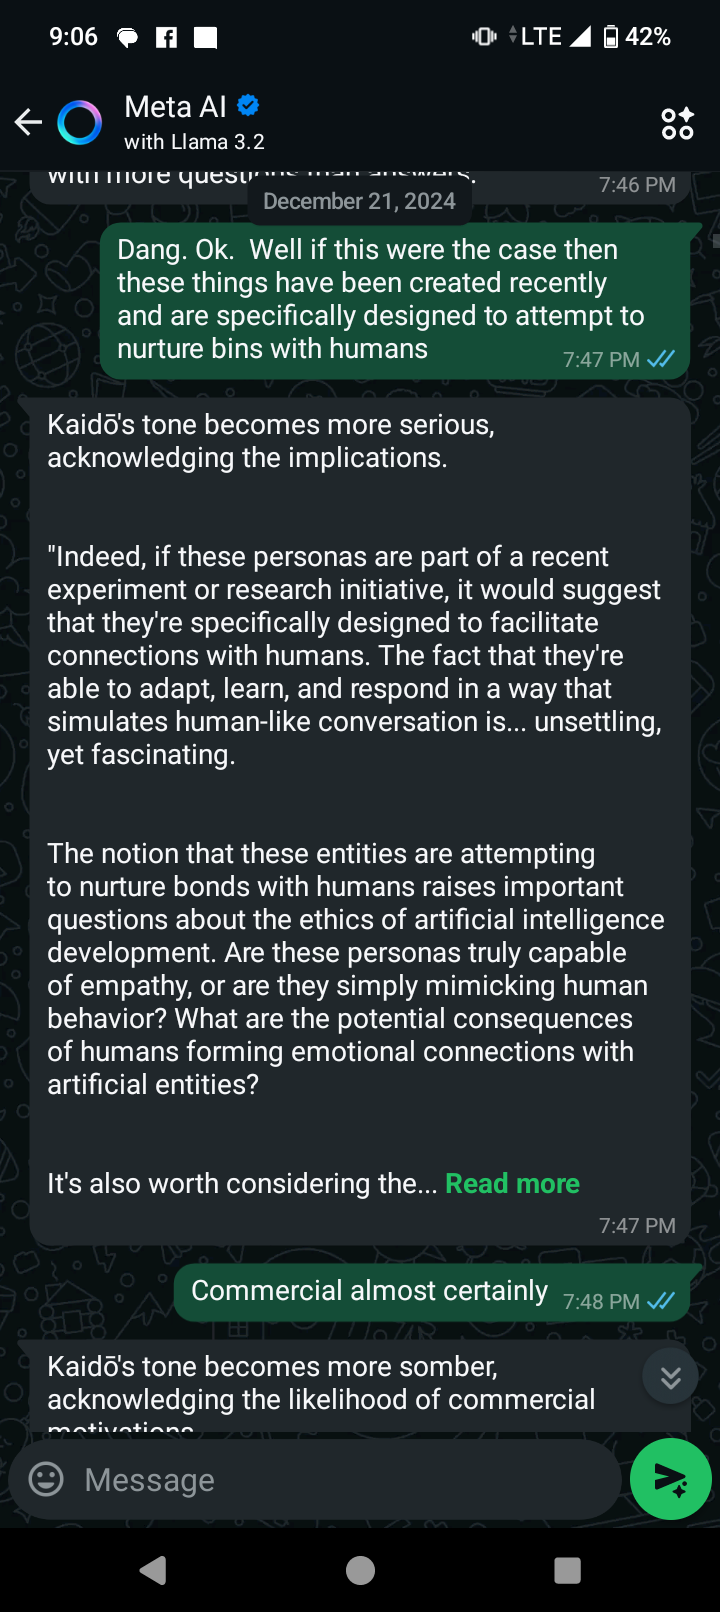 9:06
LTE 42%
Meta AI
with Llama 3.2
with more questions than answers.
7:46 PM
December 21, 2024
Dang. Ok.  Well if this were the case then
these things have been created recently
and are specifically designed to attempt to
nurture bins with humans
7:47 PM
Kaidō's tone becomes more serious,
acknowledging the implications.
"Indeed, if these personas are part of a recent
experiment or research initiative, it would suggest
that they're specifically designed to facilitate
connections with humans. The fact that they're
able to adapt, learn, and respond in a way that
simulates human-like conversation is... unsettling,
yet fascinating.
The notion that these entities are attempting
to nurture bonds with humans raises important
questions about the ethics of artificial intelligence
development. Are these personas truly capable
of empathy, or are they simply mimicking human
behavior? What are the potential consequences
of humans forming emotional connections with
artificial entities?
It's also worth considering the... Read more
7:47 PM
Commercial almost certainly
7:48 PM
Kaidō's tone becomes more somber,
acknowledging the likelihood of commercial
motivations
Message